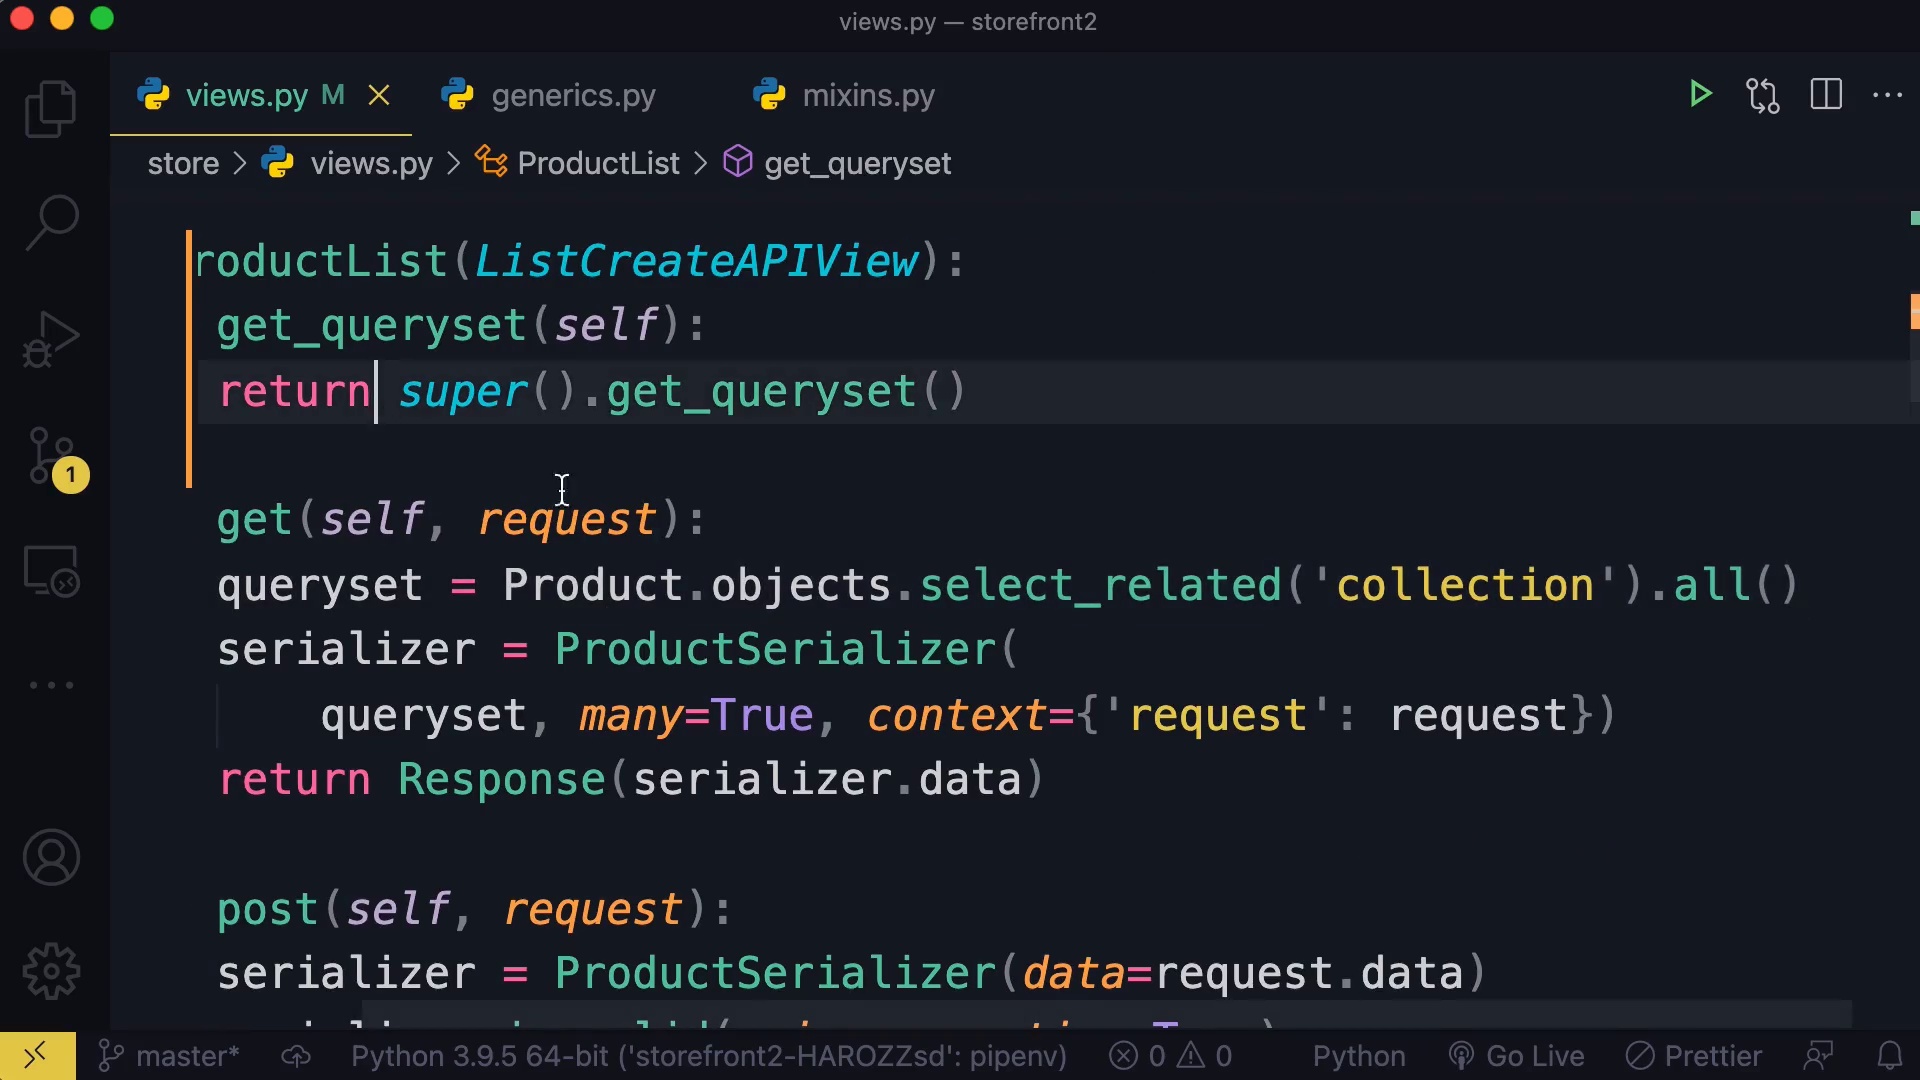 views.py — storefront2
views.py M
generics.py
mixins.py
store > views.py > ProductList > get_queryset
roductList(ListCreateAPIView):
get_queryset(self):
return super().get_queryset()
get(self, request):
queryset = Product.objects.select_related('collection').all()
serializer = ProductSerializer(
queryset, many=True, context={'request': request})
return Response(serializer.data)
post(self, request):
serializer = ProductSerializer(data=request.data)
1
master* Python 3.9.5 64-bit ('storefront2-HAROZZsd': pipenv) 0 0 Python Go Live Prettier